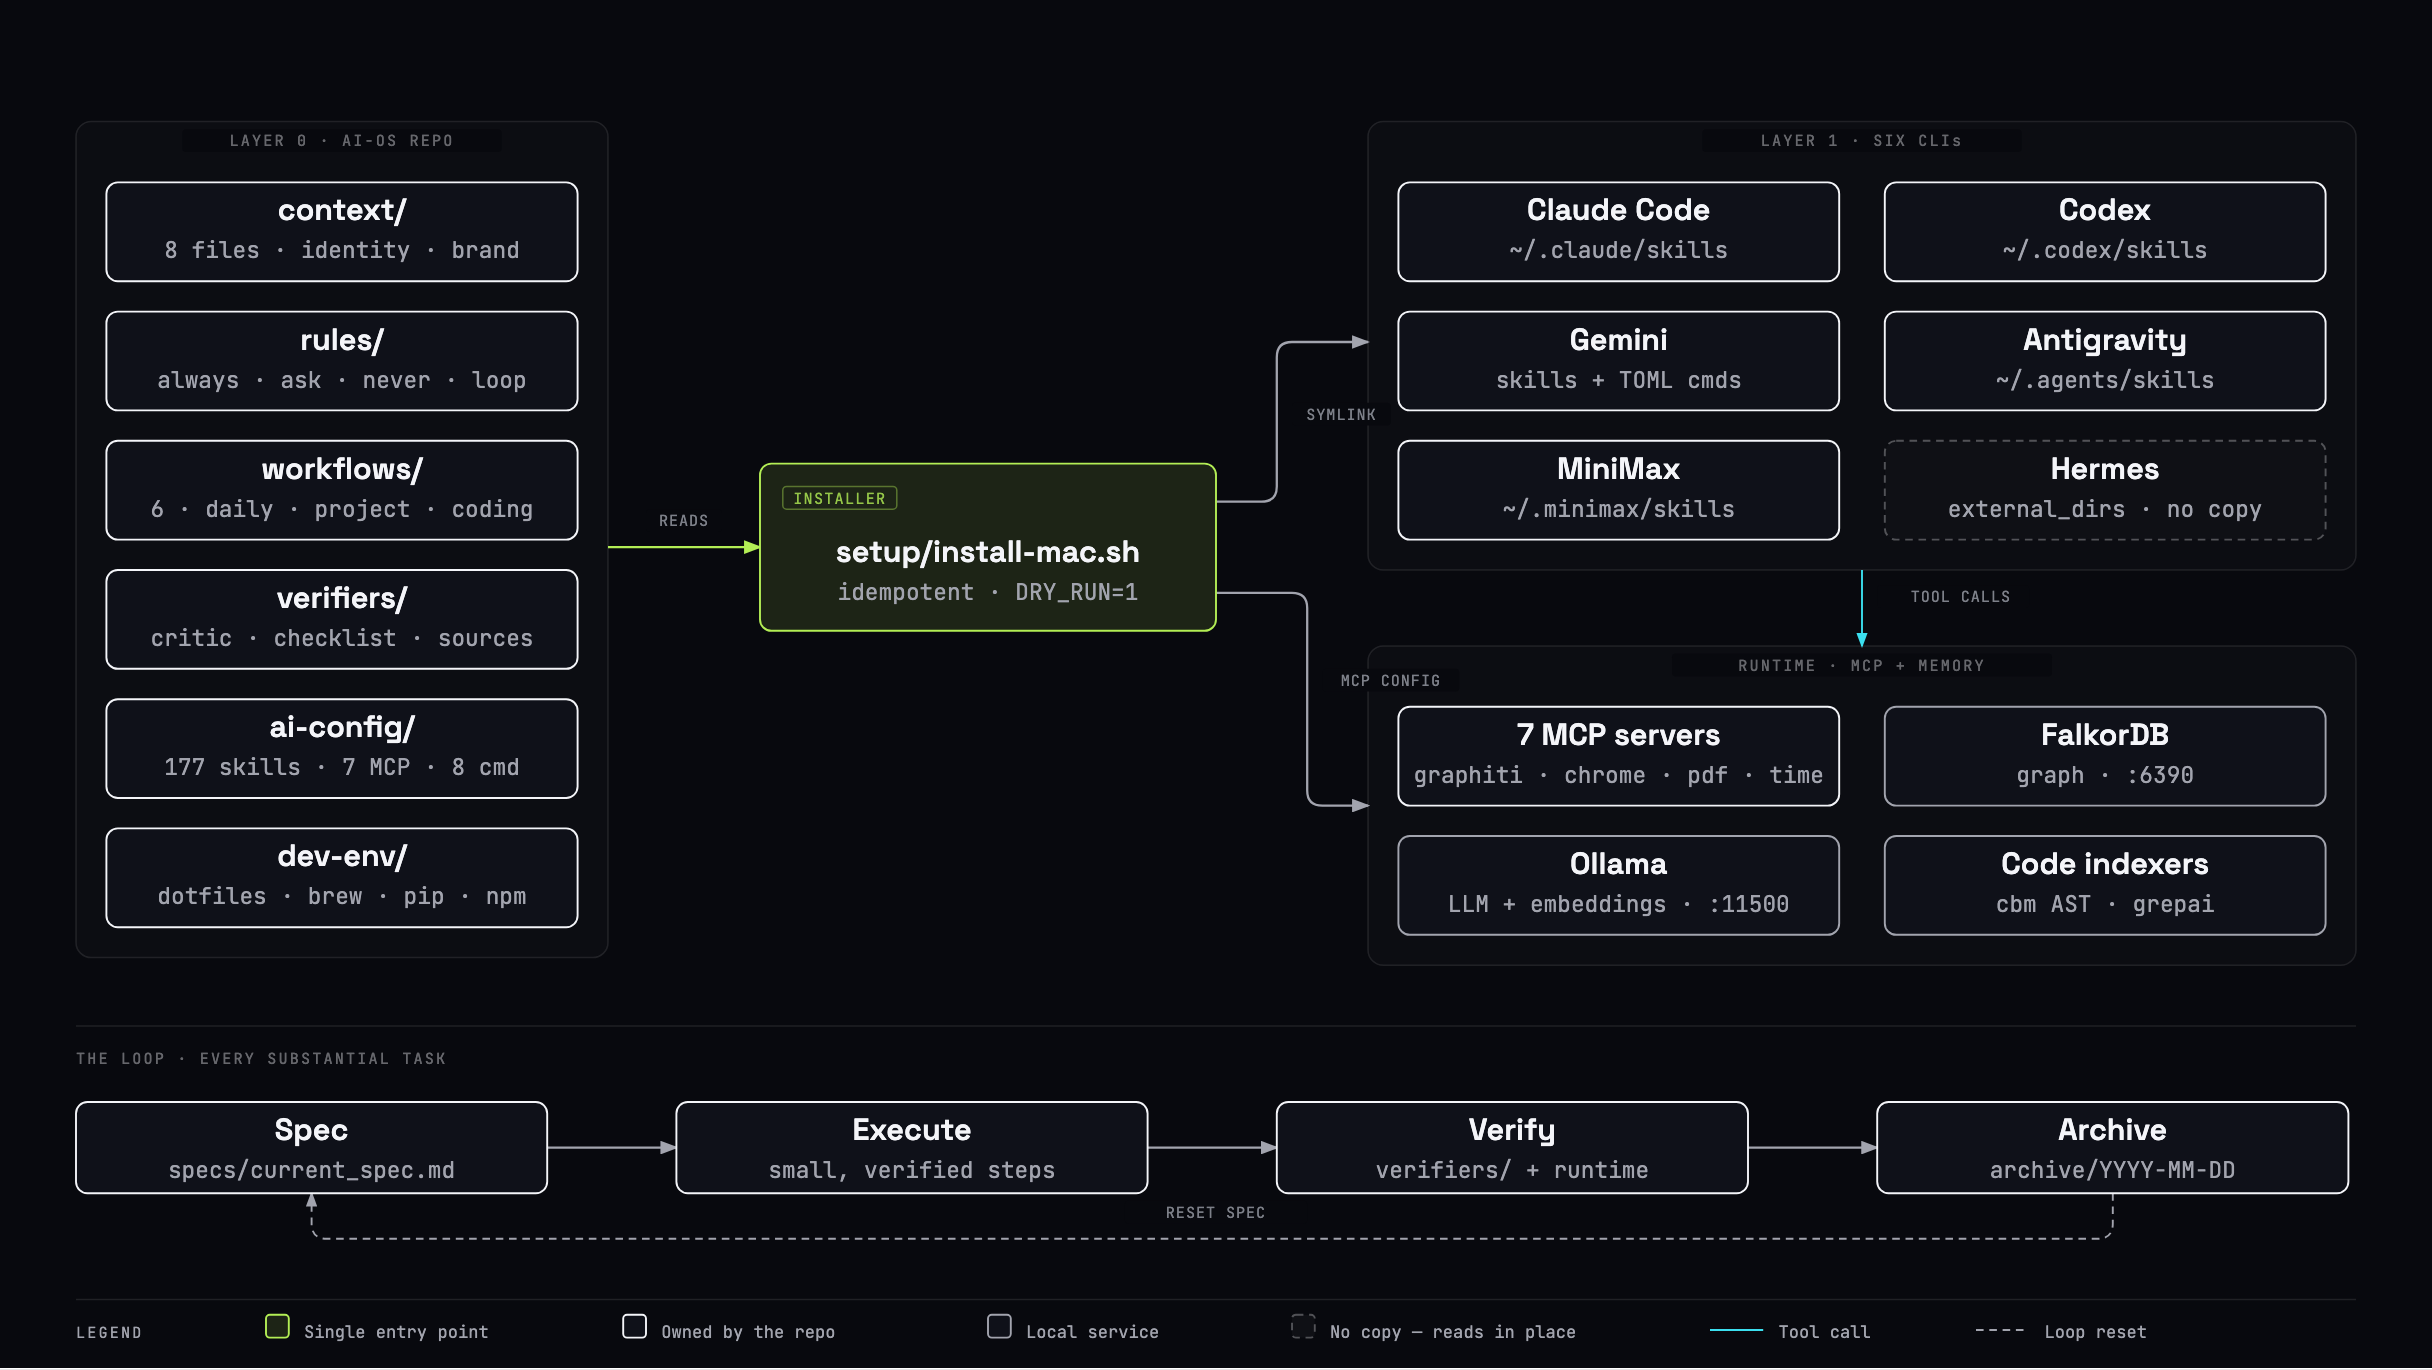 LAYER 0 · AI-OS REPO
context/
8 files · identity · brand
rules/
always · ask · never · loop
workflows/
6 · daily · project · coding
verifiers/
critic · checklist · sources
ai-config/
177 skills · 7 MCP · 8 cmd
dev-env/
dotfiles · brew · pip · npm
READS
INSTALLER
setup/install-mac.sh
idempotent · DRY_RUN=1
SYMLINK
MCP CONFIG
LAYER 1 · SIX CLIs
Claude Code
~/.claude/skills
Codex
~/.codex/skills
Gemini
skills + TOML cmds
Antigravity
~/.agents/skills
MiniMax
~/.minimax/skills
Hermes
external_dirs · no copy
TOOL CALLS
RUNTIME · MCP + MEMORY
7 MCP servers
graphiti · chrome · pdf · time
FalkorDB
graph · :6390
Ollama
LLM + embeddings · :11500
Code indexers
cbm AST · grepai
THE LOOP · EVERY SUBSTANTIAL TASK
Spec
specs/current_spec.md
Execute
small, verified steps
Verify
verifiers/ + runtime
Archive
archive/YYYY-MM-DD
RESET SPEC
LEGEND
Single entry point
Owned by the repo
Local service
No copy — reads in place
Tool call
Loop reset